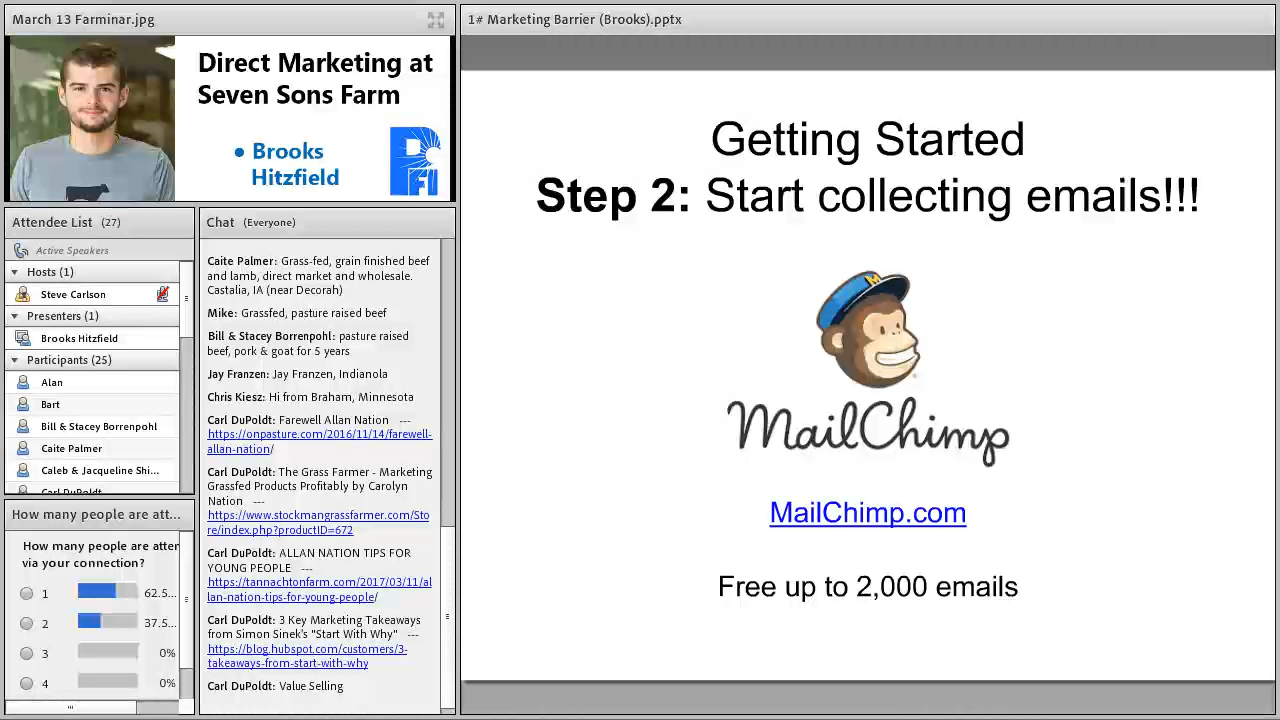 March 13 Farminar.jpg
Direct Marketing at
Seven Sons Farm
• Brooks
Hitzfield
Attendee List (27)
Active Speakers
Hosts (1)
Steve Carlson
Presenters (1)
Brooks Hitzfield
Participants (25)
Alan
Bart
Bill & Stacey Borrenpohl
Caite Palmer
Caleb & Jacqueline Shi...
Carl DuPoldt
How many people are att...
How many people are atter
via your connection?
1 62.5...
2 37.5...
3 0%
4 0%
Chat (Everyone)
Caite Palmer: Grass-fed, grain finished beef
and lamb, direct market and wholesale.
Castalia, IA (near Decorah)
Mike: Grassfed, pasture raised beef
Bill & Stacey Borrenpohl: pasture raised
beef, pork & goat for 5 years
Jay Franzen: Jay Franzen, Indianola
Chris Kiesz: Hi from Braham, Minnesota
Carl DuPoldt: Farewell Allan Nation ---
https://onpasture.com/2016/11/14/farewell-
allan-nation/
Carl DuPoldt: The Grass Farmer - Marketing
Grassfed Products Profitably by Carolyn
Nation ---
https://www.stockmangrassfarmer.com/Sto
re/index.php?productID=672
Carl DuPoldt: ALLAN NATION TIPS FOR
YOUNG PEOPLE ---
https://tannachtonfarm.com/2017/03/11/al
lan-nation-tips-for-young-people/
Carl DuPoldt: 3 Key Marketing Takeaways
from Simon Sinek's "Start With Why" ---
https://blog.hubspot.com/customers/3-
takeaways-from-start-with-why
Carl DuPoldt: Value Selling
1# Marketing Barrier (Brooks).pptx
Getting Started
Step 2: Start collecting emails!!!
MailChimp
MailChimp.com
Free up to 2,000 emails